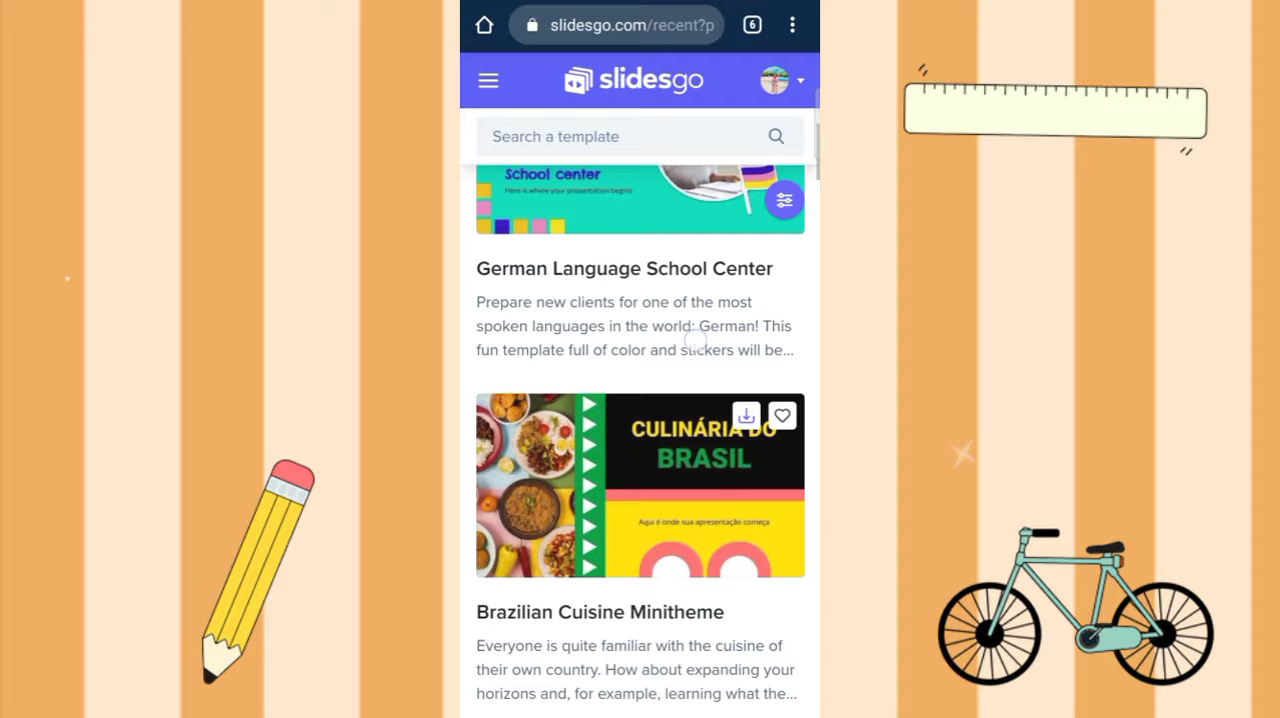 slidesgo.com/recent?p
6
slidesgo
Search a template
School center
Here is where your presentation begins
German Language School Center
Prepare new clients for one of the most
spoken languages in the world: German! This
fun template full of color and stickers will be...
CULINÁRIA DO
BRASIL
Aqui é onde sua apresentação começa
Brazilian Cuisine Minitheme
Everyone is quite familiar with the cuisine of
their own country. How about expanding your
horizons and, for example, learning what the...